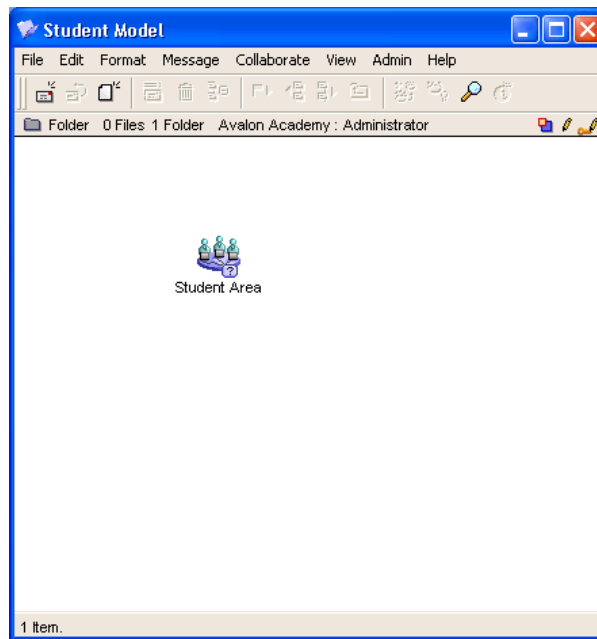 Student Model
File Edit Format Message Collaborate View Admin Help
Folder 0 Files 1 Folder Avalon Academy : Administrator
?
Student Area
1 Item.